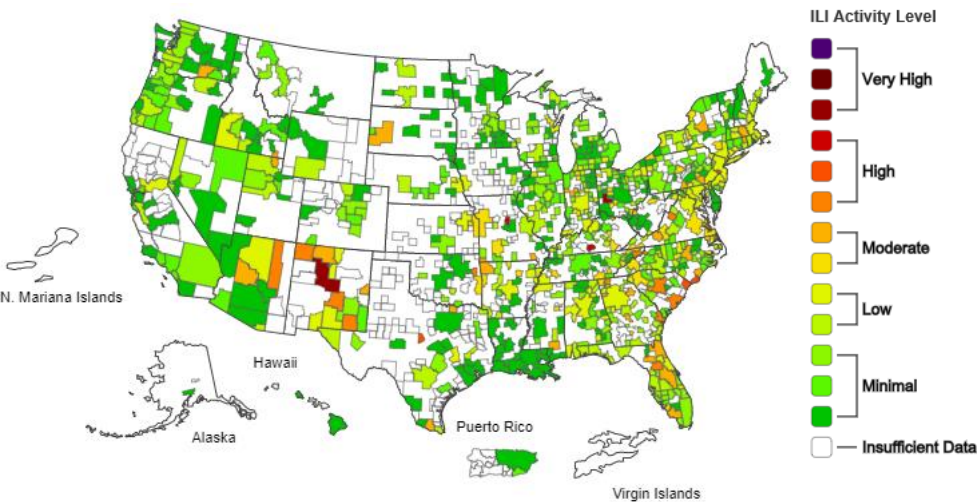 ILI Activity Level
Very High
High
Moderate
Low
Minimal
Insufficient Data
N. Mariana Islands
Hawaii
Alaska
Puerto Rico
Virgin Islands